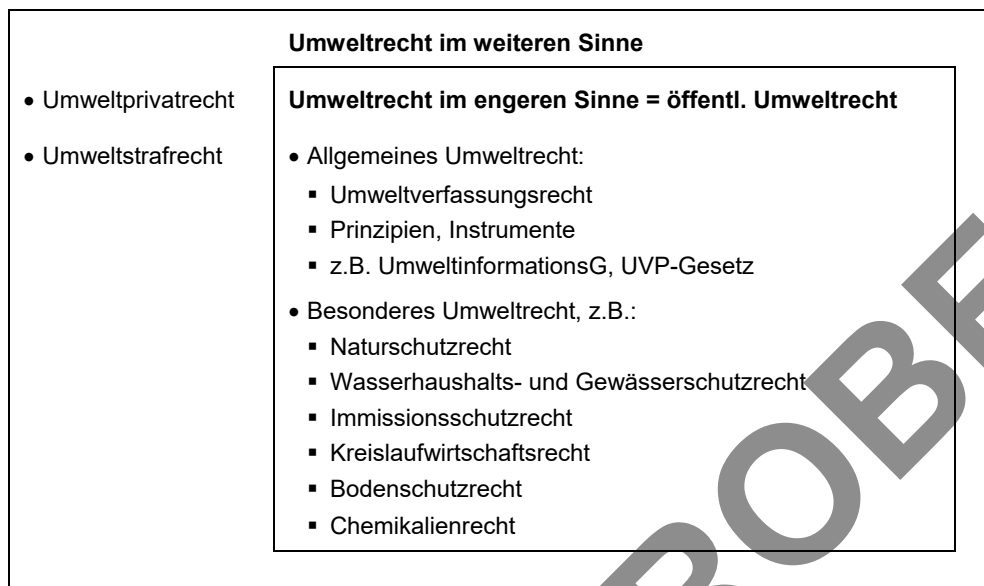 Umweltrecht im weiteren Sinne
• Umweltprivatrecht
• Umweltstrafrecht
Umweltrecht im engeren Sinne = öffentl. Umweltrecht
• Allgemeines Umweltrecht:
▪ Umweltverfassungsrecht
▪ Prinzipien, Instrumente
▪ z.B. UmweltinformationsG, UVP-Gesetz
• Besonderes Umweltrecht, z.B.:
▪ Naturschutzrecht
▪ Wasserhaushalts- und Gewässerschutzrecht
▪ Immissionsschutzrecht
▪ Kreislaufwirtschaftsrecht
▪ Bodenschutzrecht
▪ Chemikalienrecht